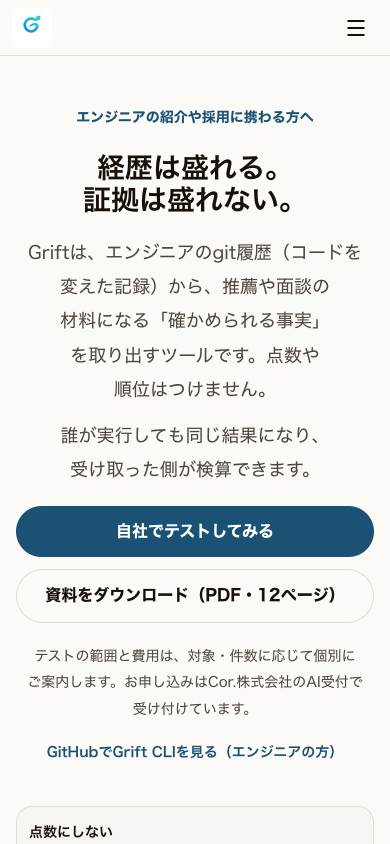 エンジニアの紹介や採用に携わる方へ
経歴は盛れる。
証拠は盛れない。
Griftは、エンジニアのgit履歴（コードを
変えた記録）から、推薦や面談の
材料になる「確かめられる事実」
を取り出すツールです。点数や
順位はつけません。
誰が実行しても同じ結果になり、
受け取った側が検算できます。
自社でテストしてみる
資料をダウンロード（PDF・12ページ）
テストの範囲と費用は、対象・件数に応じて個別に
ご案内します。お申し込みはCor.株式会社のAI受付で
受け付けています。
GitHubでGrift CLIを見る（エンジニアの方）
点数にしない